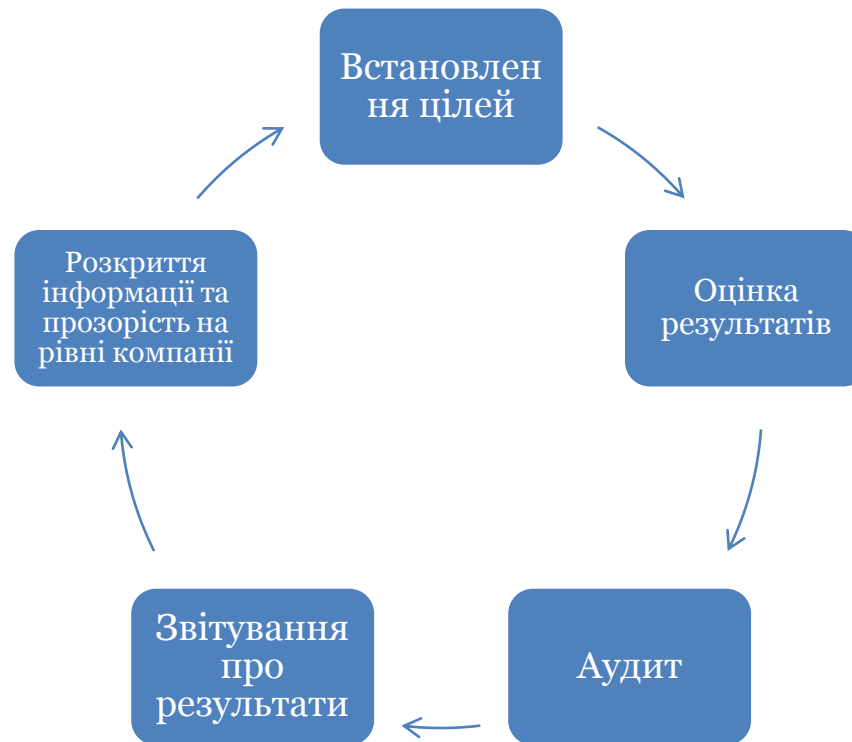 Встановлен
ня цілей
Оцінка
результатів
Аудит
Звітування
про
результати
Розкриття
інформації та
прозорість на
рівні компанії